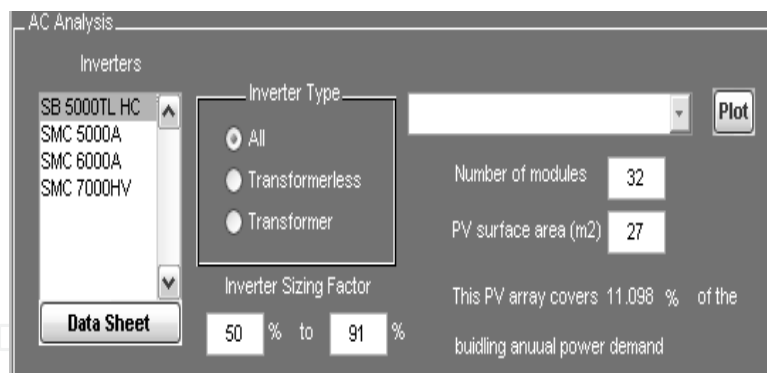 AC Analysis
Inverters
SB 5000TL HC
SMC 5000A
SMC 6000A
SMC 7000HV
Data Sheet
Inverter Type
All
Transformerless
Transformer
Inverter Sizing Factor
50 % to 91 %
Plot
Number of modules 32
PV surface area (m2) 27
This PV array covers 11.098 % of the
buidling anuual power demand